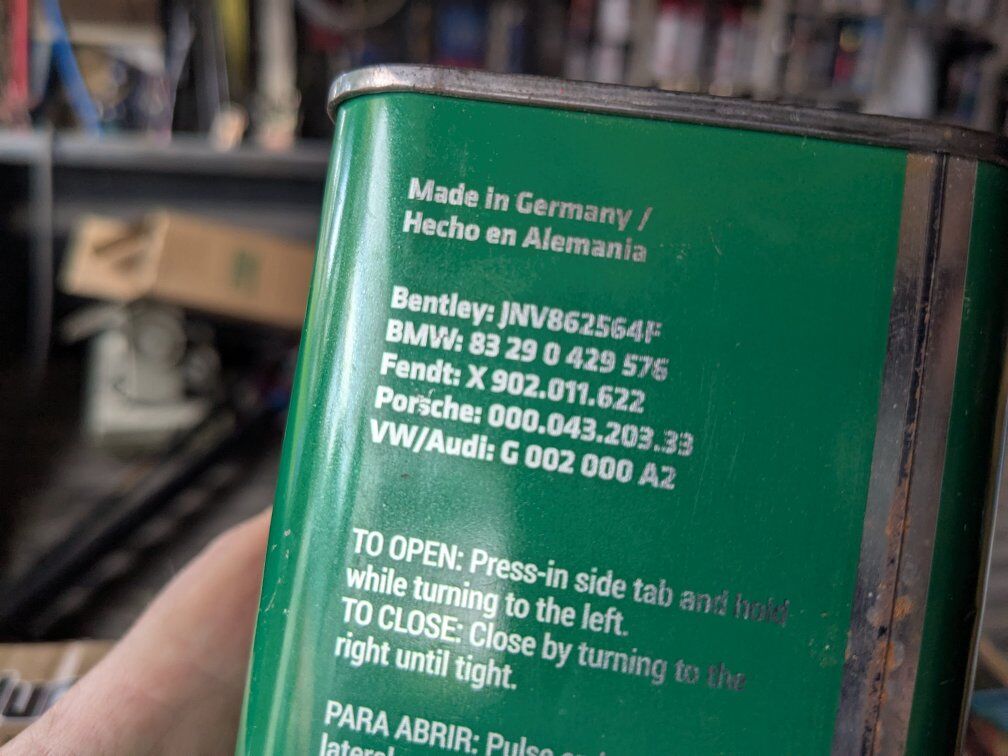 Made in Germany /
Hecho en Alemania
Bentley: JNV862564F
BMW: 83 29 0 429 576
Fendt: X 902.011.622
Porsche: 000.043.203.33
VW/Audi: G 002 000 A2
TO OPEN: Press-in side tab and hold
while turning to the left.
TO CLOSE: Close by turning to the
right until tight.
PARA ABRIR: Pulse
lateral